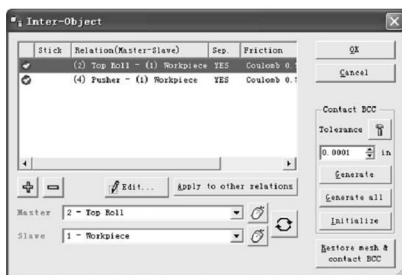 Inter-Object
Stick Relation(Master-Slave) Sep. Friction
(2) Top Roll - (1) Workpiece YES Coulomb 0.
(4) Pusher - (1) Workpiece YES Coulomb 0.
OK
Cancel
Contact BCC
Tolerance
0.0001 in
Generate
Generate all
Initialize
Edit... Apply to other relations
Master 2 - Top Roll
Slave 1 - Workpiece
Restore mesh &
contact BCC